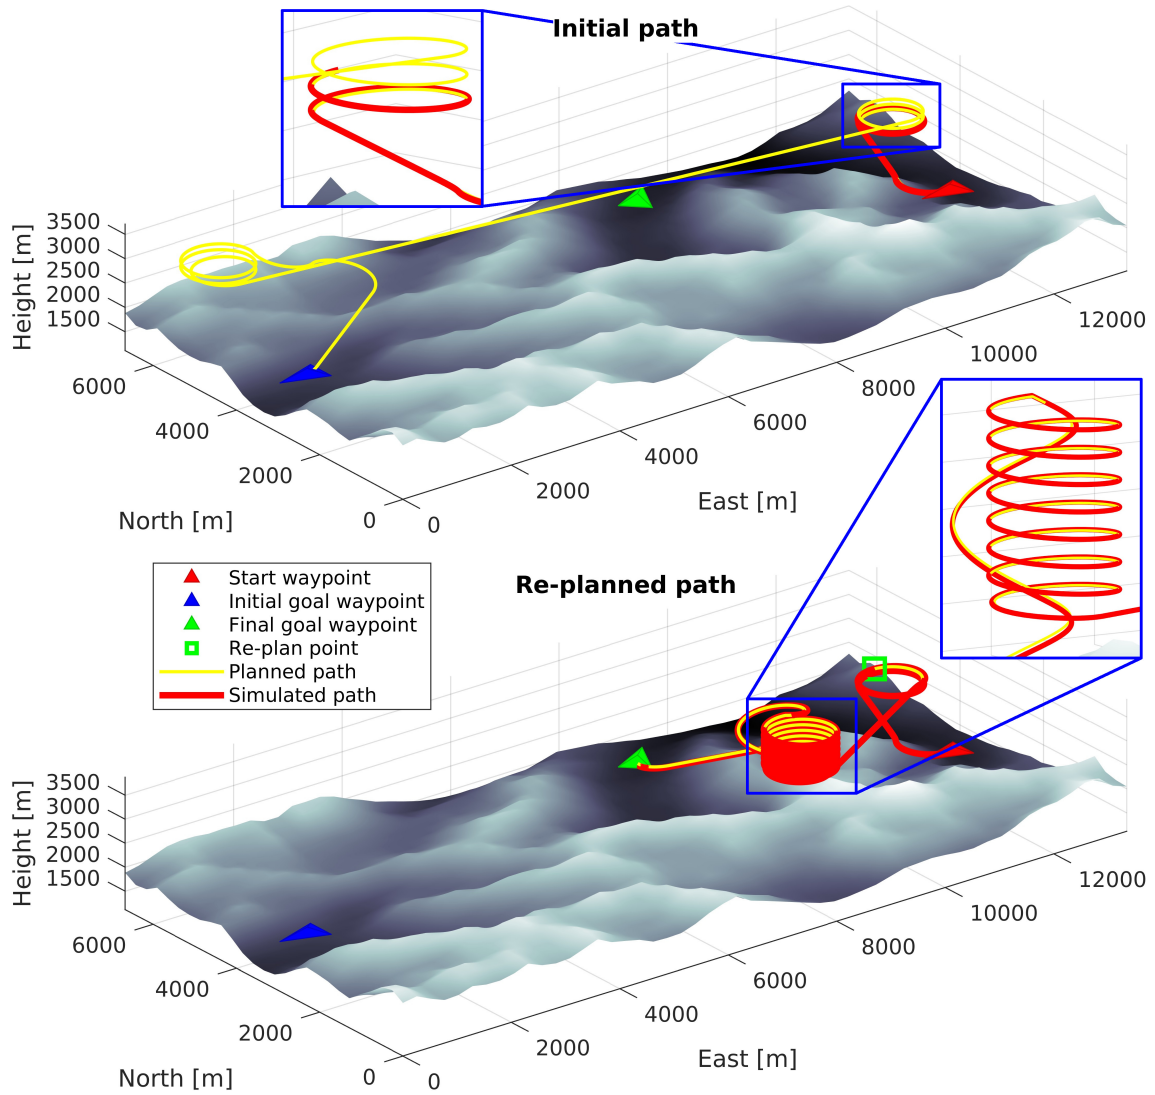 Initial path
Height [m]
3500
3000
2500
2000
1500
6000
4000
2000
0
North [m]
0
2000
4000
6000
8000
10000
12000
East [m]
Start waypoint
Initial goal waypoint
Final goal waypoint
Re-plan point
Planned path
Simulated path
Re-planned path
Height [m]
3500
3000
2500
2000
1500
6000
4000
2000
0
North [m]
0
2000
4000
6000
8000
10000
12000
East [m]